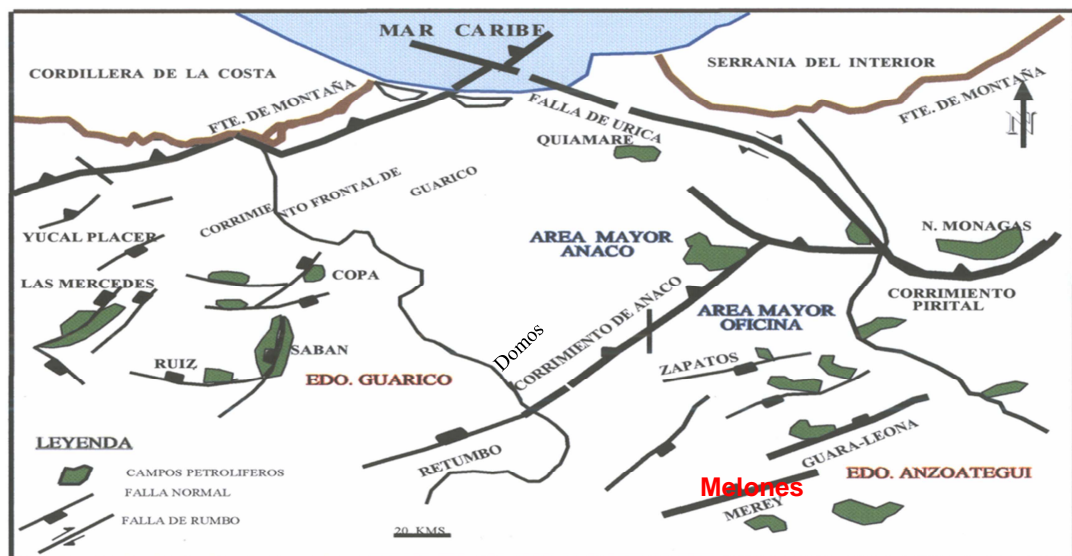 MAR CARIBE
CORDILLERA DE LA COSTA
SERRANIA DEL INTERIOR
FTE. DE MONTAÑA
FTE. DE MONTAÑA
N
FALLA DE URICA
QUIAMARE
CORRIMIENTO FRONTAL DE
GUARICO
YUCAL PLACER
N. MONAGAS
AREA MAYOR
ANACO
LAS MERCEDES
COPA
CORRIMIENTO
PIRITAL
CORRIMIENTO DE ANACO
AREA MAYOR
OFICINA
Domos
SABAN
RUIZ
ZAPATOS
EDO. GUARICO
RETUMBO
GUARA-LEONA
EDO. ANZOATEGUI
Melones
MEREY
LEYENDA
CAMPOS PETROLIFEROS
FALLA NORMAL
FALLA DE RUMBO
20 KMS